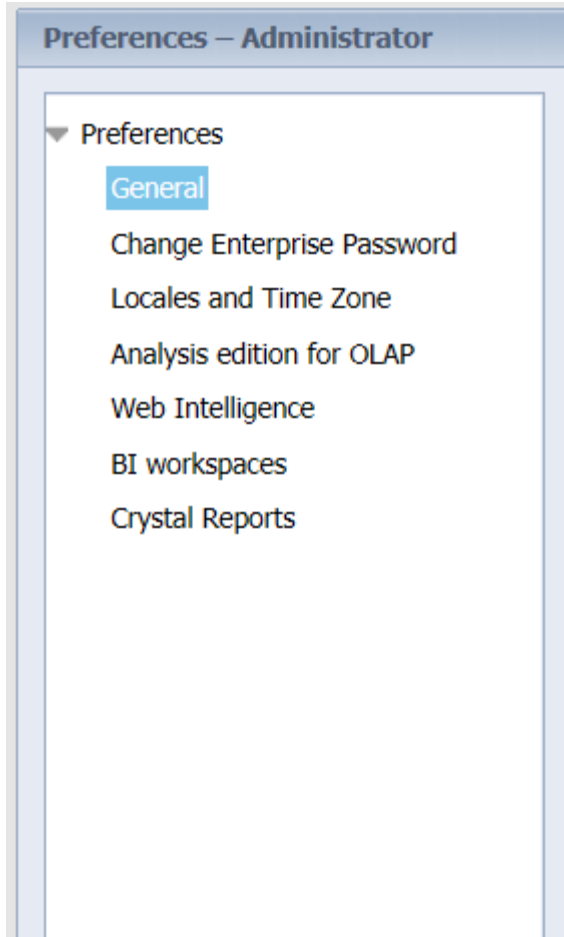 Preferences – Administrator
Preferences
General
Change Enterprise Password
Locales and Time Zone
Analysis edition for OLAP
Web Intelligence
BI workspaces
Crystal Reports